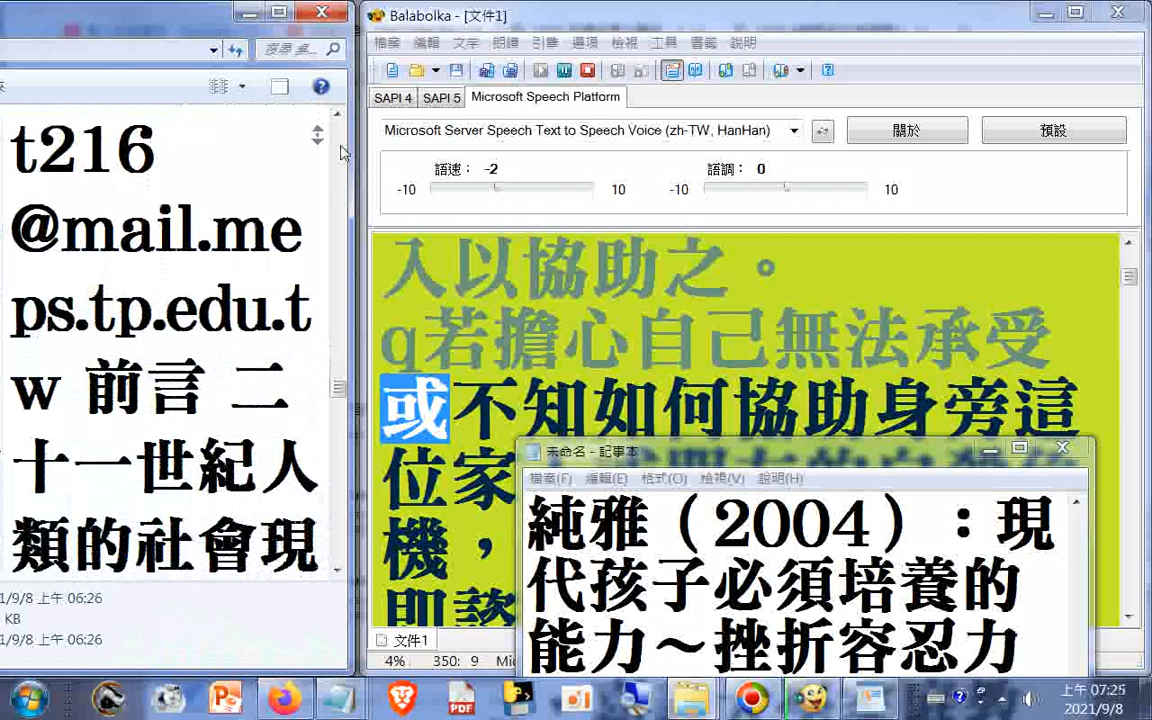 搜尋 桌...
t216
@mail.me
ps.tp.edu.t
w 前言 二
十一世紀人
類的社會現
1/9/8 上午 06:26
KB
1/9/8 上午 06:26
Balabolka - [文件1]
檔案 編輯 文字 朗讀 引擎 選項 檢視 工具 書籤 說明
SAPI 4 SAPI 5 Microsoft Speech Platform
Microsoft Server Speech Text to Speech Voice (zh-TW, HanHan)
關於 預設
語速： -2 語調： 0
-10 10 -10 10
入以協助之。
q若擔心自己無法承受
或不知如何協助身旁這
位家
機，
即談
文件1
4% 350: 9
未命名 - 記事本
檔案(F) 編輯(E) 格式(O) 檢視(V) 說明(H)
純雅（2004）：現
代孩子必須培養的
能力～挫折容忍力
上午 07:25
2021/9/8